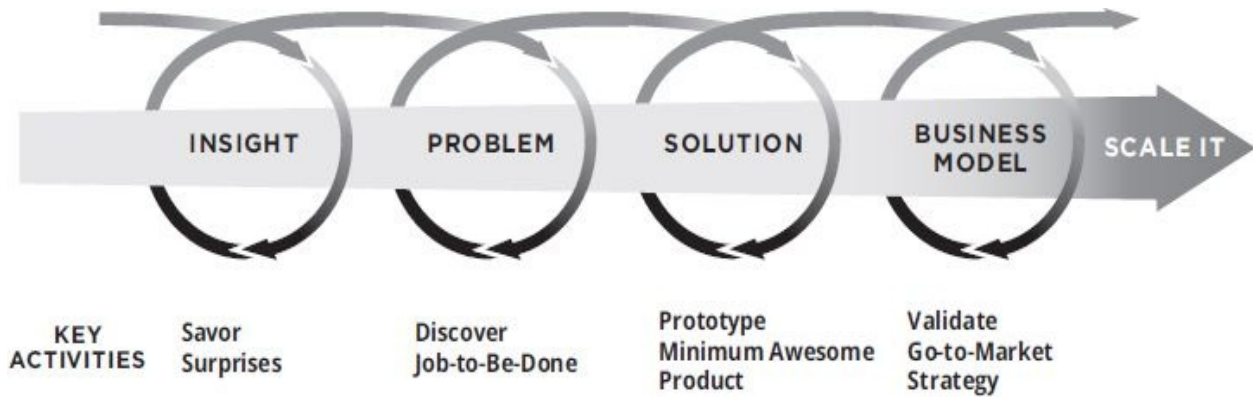 INSIGHT
PROBLEM
SOLUTION
BUSINESS
MODEL
SCALE IT
KEY
ACTIVITIES
Savor
Surprises
Discover
Job-to-Be-Done
Prototype
Minimum Awesome
Product
Validate
Go-to-Market
Strategy